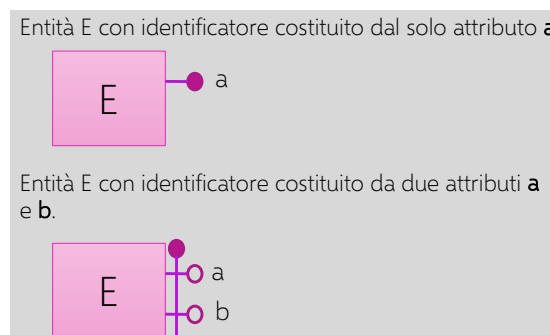 Entità E con identificatore costituito dal solo attributo a
E
a
Entità E con identificatore costituito da due attributi a
e b.
E
a
b